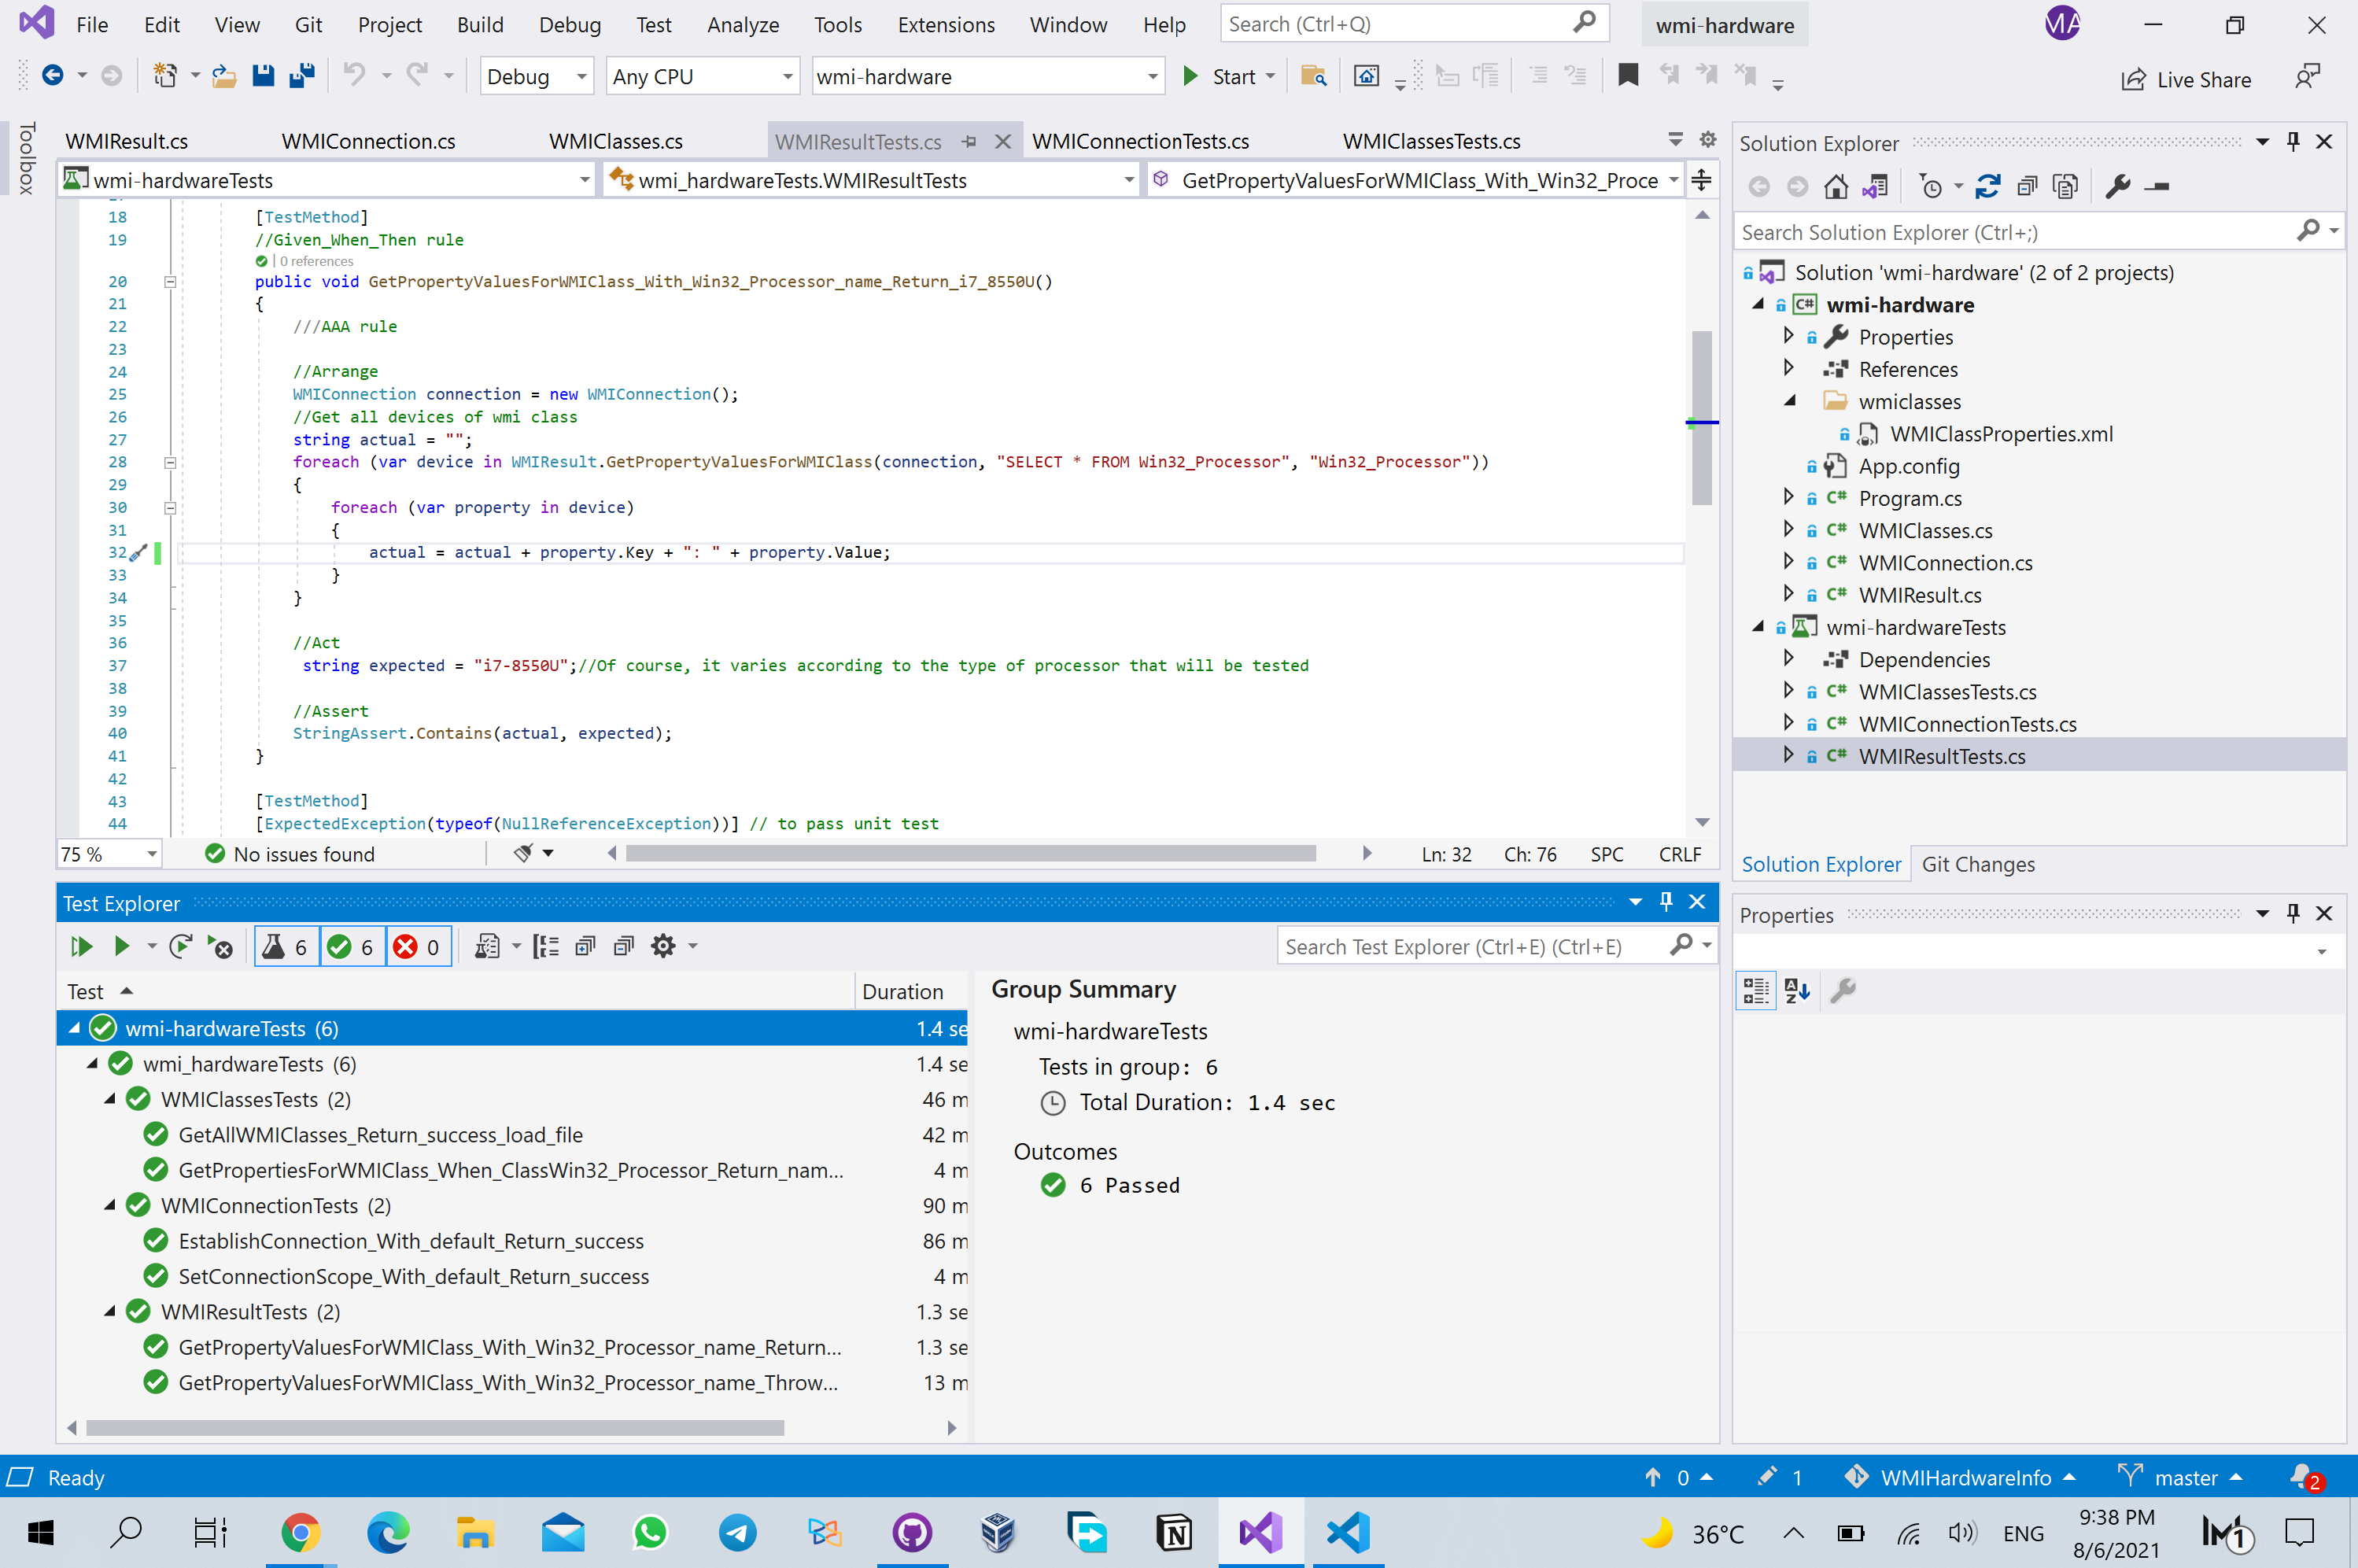 File Edit View Git Project Build Debug Test Analyze Tools Extensions Window Help Search (Ctrl+Q) wmi-hardware MA
Debug Any CPU wmi-hardware Start Live Share
Toolbox
WMIResult.cs WMIConnection.cs WMIClasses.cs WMIResultTests.cs WMIConnectionTests.cs WMIClassesTests.cs
wmi-hardwareTests wmi_hardwareTests.WMIResultTests GetPropertyValuesForWMIClass_With_Win32_Proce
18 [TestMethod]
19 //Given_When_Then rule
0 references
20 public void GetPropertyValuesForWMIClass_With_Win32_Processor_name_Return_i7_8550U()
21 {
22 ///AAA rule
23
24 //Arrange
25 WMIConnection connection = new WMIConnection();
26 //Get all devices of wmi class
27 string actual = "";
28 foreach (var device in WMIResult.GetPropertyValuesForWMIClass(connection, "SELECT * FROM Win32_Processor", "Win32_Processor"))
29 {
30 foreach (var property in device)
31 {
32 actual = actual + property.Key + ": " + property.Value;
33 }
34 }
35
36 //Act
37 string expected = "i7-8550U";//Of course, it varies according to the type of processor that will be tested
38
39 //Assert
40 StringAssert.Contains(actual, expected);
41 }
42
43 [TestMethod]
44 [ExpectedException(typeof(NullReferenceException))] // to pass unit test
75 % No issues found Ln: 32 Ch: 76 SPC CRLF
Test Explorer
6 6 0 Search Test Explorer (Ctrl+E) (Ctrl+E)
Test Duration
wmi-hardwareTests (6) 1.4 se
wmi_hardwareTests (6) 1.4 se
WMIClassesTests (2) 46 m
GetAllWMIClasses_Return_success_load_file 42 m
GetPropertiesForWMIClass_When_ClassWin32_Processor_Return_nam... 4 m
WMIConnectionTests (2) 90 m
EstablishConnection_With_default_Return_success 86 m
SetConnectionScope_With_default_Return_success 4 m
WMIResultTests (2) 1.3 se
GetPropertyValuesForWMIClass_With_Win32_Processor_name_Return... 1.3 se
GetPropertyValuesForWMIClass_With_Win32_Processor_name_Throw... 13 m
Group Summary
wmi-hardwareTests
Tests in group: 6
Total Duration: 1.4 sec
Outcomes
6 Passed
Solution Explorer
Search Solution Explorer (Ctrl+;)
Solution 'wmi-hardware' (2 of 2 projects)
C# wmi-hardware
Properties
References
wmiclasses
WMIClassProperties.xml
App.config
C# Program.cs
C# WMIClasses.cs
C# WMIConnection.cs
C# WMIResult.cs
wmi-hardwareTests
Dependencies
C# WMIClassesTests.cs
C# WMIConnectionTests.cs
C# WMIResultTests.cs
Solution Explorer Git Changes
Properties
Ready 0 1 WMIHardwareInfo master 2
36°C ENG 9:38 PM 1
8/6/2021